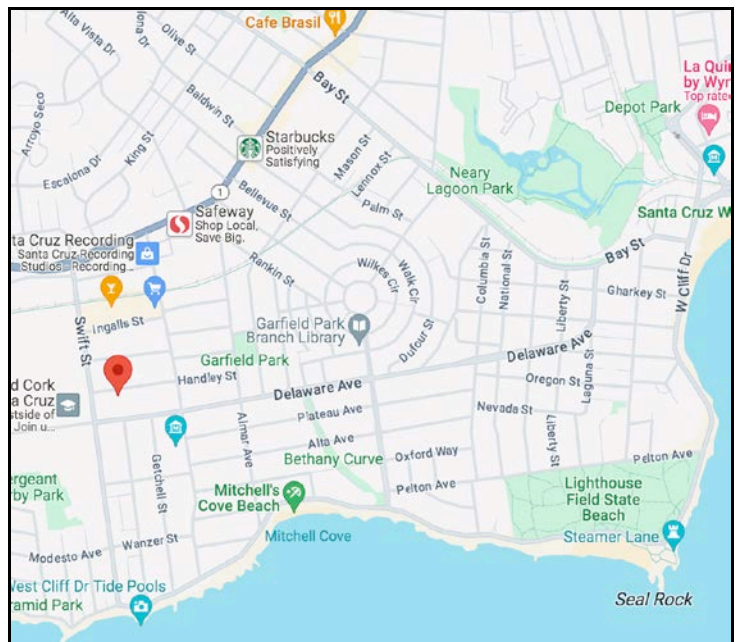 Cafe Brasil
Alta Vista Dr
Olive St
Bay St
La Qui
by Wyn
Top rate
Depot Park
Arroyo Seco
Baldwin St
King St
Escalona Dr
Starbucks
Positively
Satisfying
Mason St
Lennox St
Neary
Lagoon Park
1
Bellevue St
Palm St
Safeway
Shop Local,
Save Big.
Santa Cruz W
ta Cruz Recording
Santa Cruz Recording
Studios - Recording...
Rankin St
Wilkes Cir
Walk Cir
Columbia St
National St
Bay St
W Cliff Dr
Gharkey St
Liberty St
Ingalls St
Swift St
Garfield Park
Branch Library
Dufour St
Delaware Ave
Garfield Park
Laguna St
Oregon St
Handley St
Delaware Ave
d Cork
a Cruz
stside of
Join u...
Plateau Ave
Nevada St
Almar Ave
Alta Ave
Liberty St
Getchell St
Bethany Curve
Oxford Way
Pelton Ave
ergeant
rby Park
Mitchell's
Cove Beach
Pelton Ave
Lighthouse
Field State
Beach
Mitchell Cove
Steamer Lane
Wanzer St
Modesto Ave
West Cliff Dr Tide Pools
ramid Park
Seal Rock